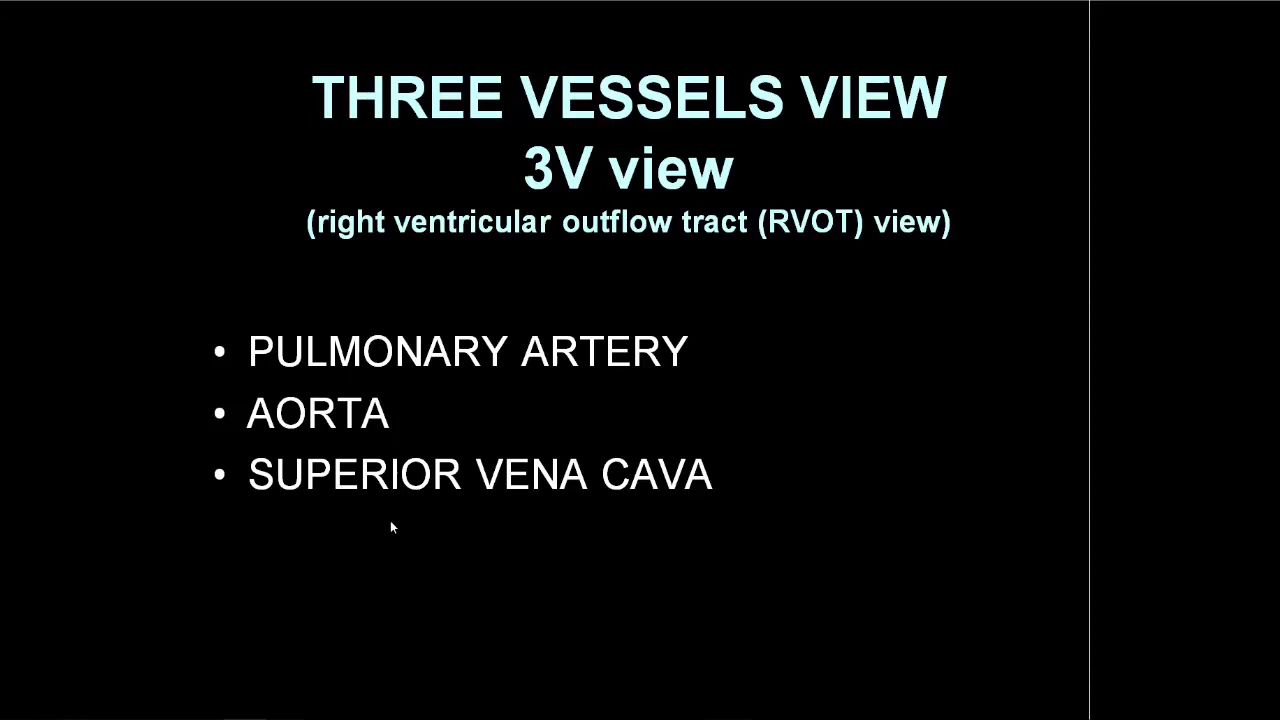 THREE VESSELS VIEW
3V view
(right ventricular outflow tract (RVOT) view)
• PULMONARY ARTERY
• AORTA
• SUPERIOR VENA CAVA